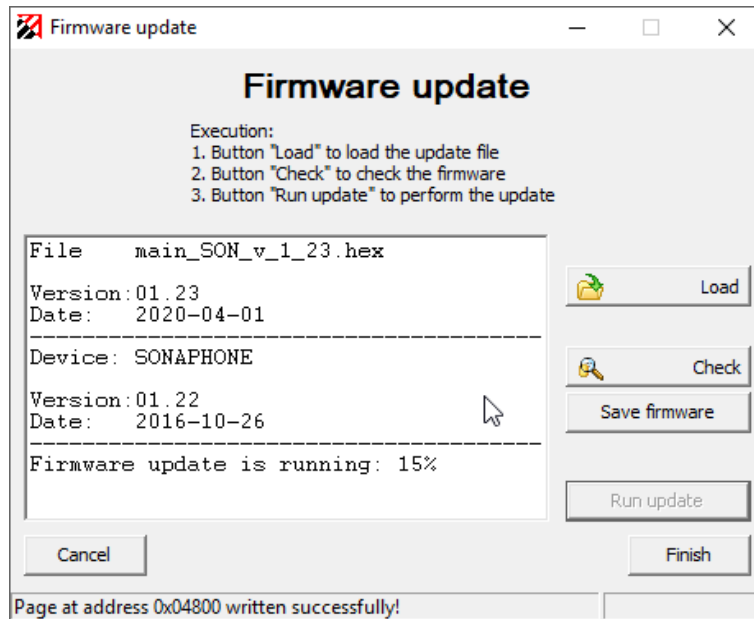 Firmware update
Firmware update
Execution:
1. Button "Load" to load the update file
2. Button "Check" to check the firmware
3. Button "Run update" to perform the update
File main_SON_v_1_23.hex
Version:01.23
Date: 2020-04-01
----------------------------------------
Device: SONAPHONE
Version:01.22
Date: 2016-10-26
----------------------------------------
Firmware update is running: 15%
Load
Check
Save firmware
Run update
Cancel
Finish
Page at address 0x04800 written successfully!